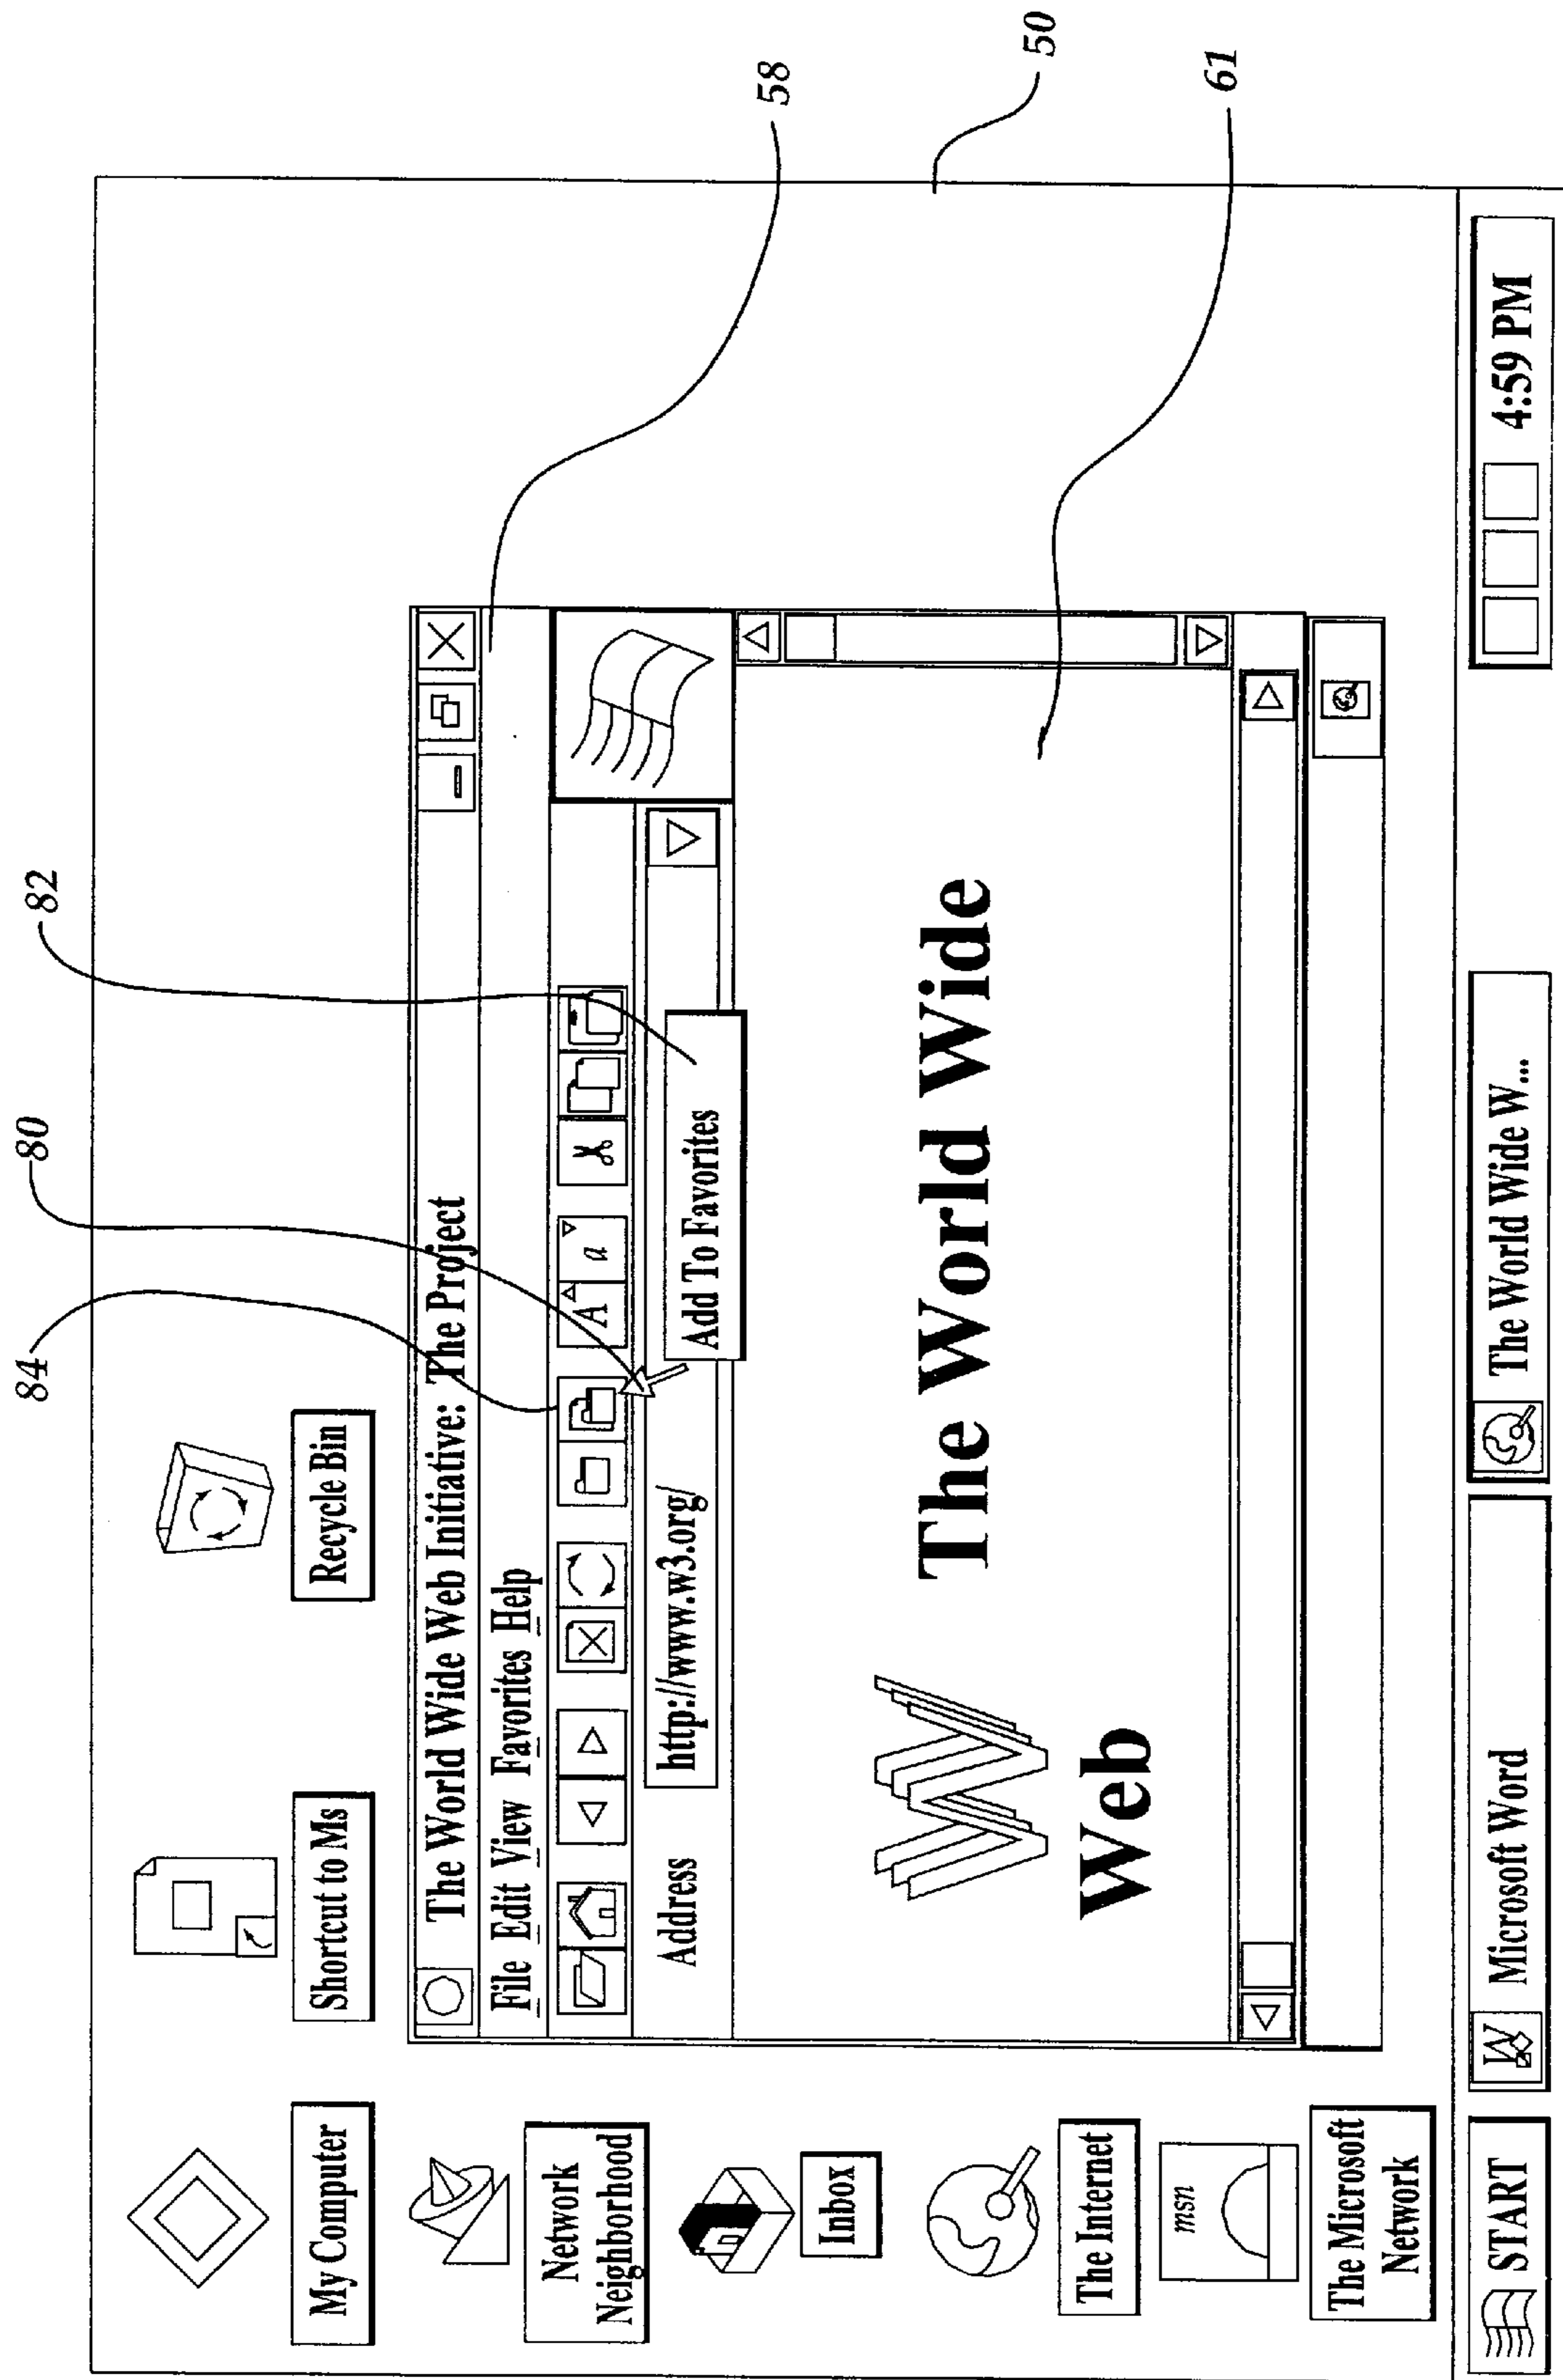 84
80
82
58
50
61
My Computer
Shortcut to Ms
Recycle Bin
Network
Neighborhood
Inbox
The Internet
msn
The Microsoft
Network
The World Wide Web Initiative: The Project
File Edit View Favorites Help
A a
Address http://www.w3.org/
Add To Favorites
W The World Wide
Web
START
W Microsoft Word
The World Wide W...
4:59 PM